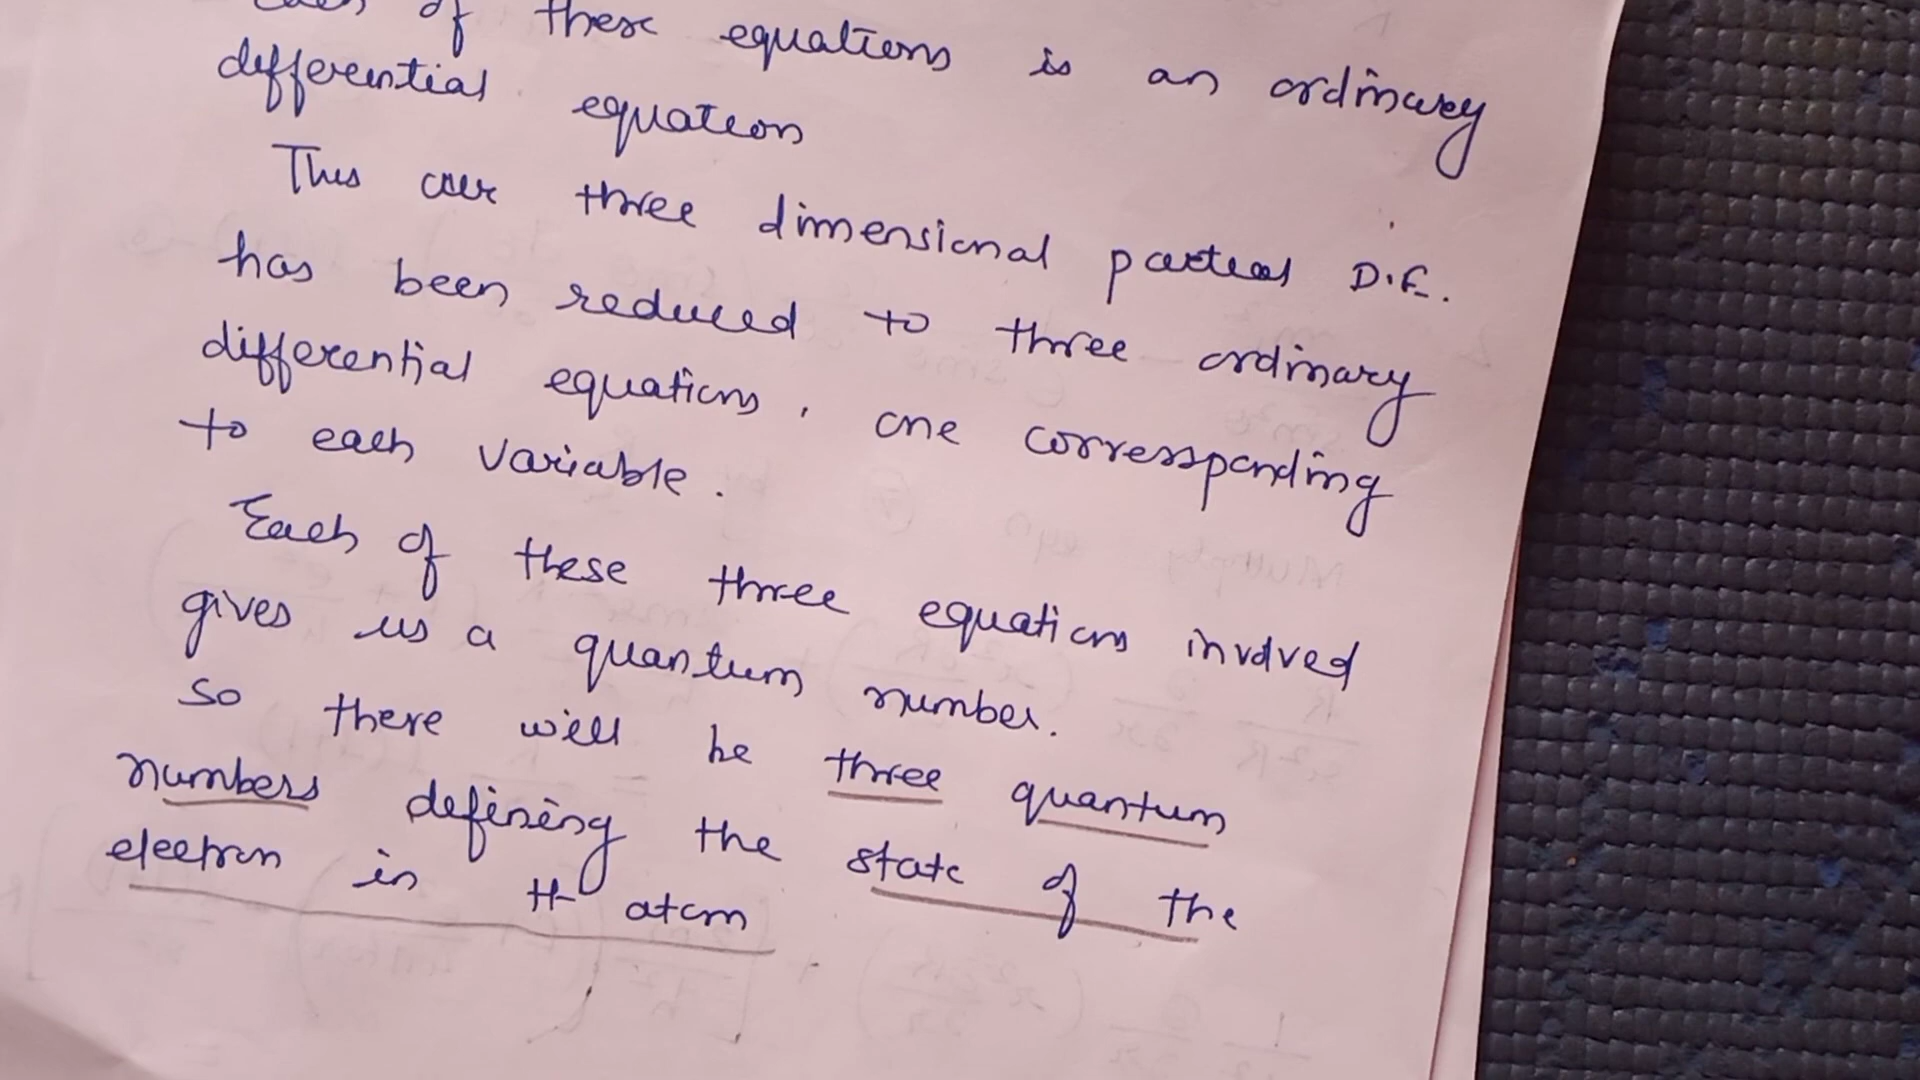 Each of these equations is an ordinary
differential equation
Thus our three dimensional partial D.E.
has been reduced to three ordinary
differential equations, one corresponding
to each variable.
Each of these three equations involved
gives us a quantum number.
So there will be three quantum
numbers defining the state of the
electron in H- atom